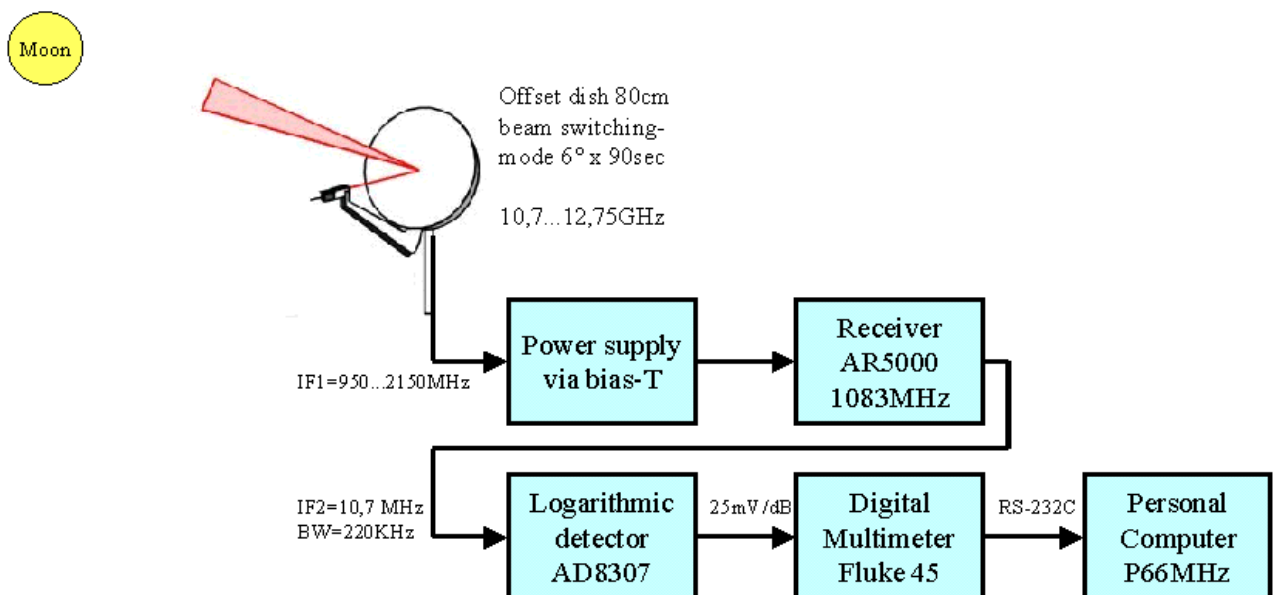 Moon
Offset dish 80cm
beam switching-
mode 6° x 90sec
10,7...12,75GHz
Power supply
via bias-T
Receiver
AR5000
1083MHz
IF1=950...2150MHz
IF2=10,7 MHz
BW=220KHz
Logarithmic
detector
AD8307
25mV/dB
Digital
Multimeter
Fluke 45
RS-232C
Personal
Computer
P66MHz